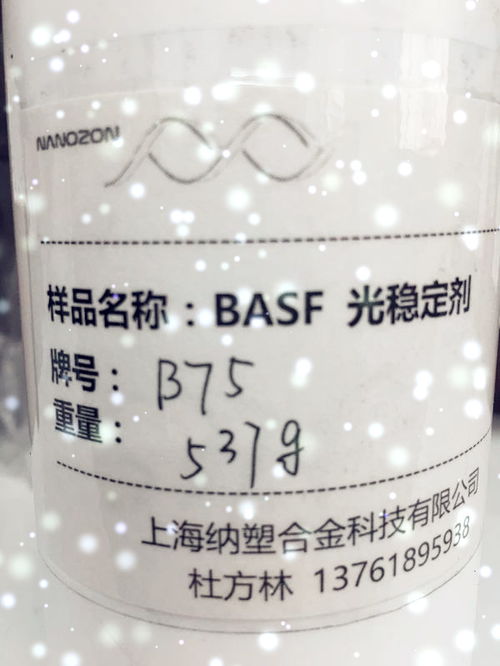 NANOZON
样品名称：BASF 光稳定剂
牌号：B75
重量：537g
上海纳塑合金科技有限公司
杜方林 13761895938